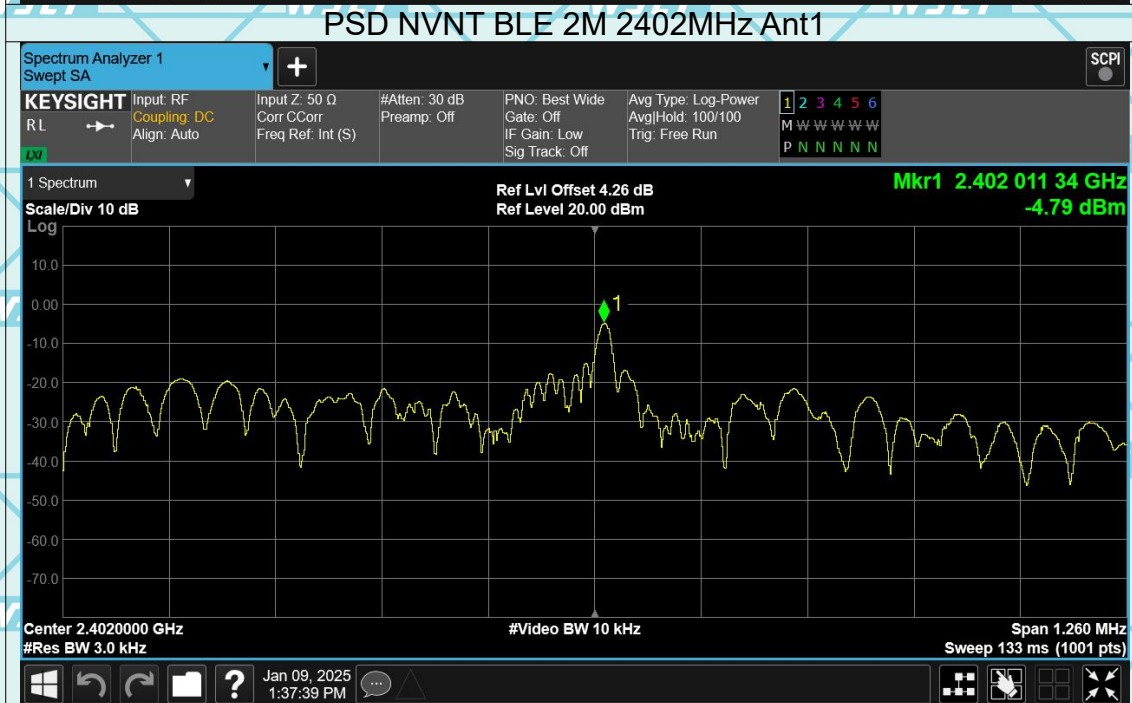 PSD NVNT BLE 2M 2402MHz Ant1
Spectrum Analyzer 1
Swept SA
SCPI
KEYSIGHT
RL
LXI
Input: RF
Coupling: DC
Align: Auto
Input Z: 50 Ω
Corr CCorr
Freq Ref: Int (S)
#Atten: 30 dB
Preamp: Off
PNO: Best Wide
Gate: Off
IF Gain: Low
Sig Track: Off
Avg Type: Log-Power
Avg|Hold: 100/100
Trig: Free Run
1 2 3 4 5 6
M W W W W W
P N N N N N
1 Spectrum
Scale/Div 10 dB
Ref Lvl Offset 4.26 dB
Ref Level 20.00 dBm
Mkr1 2.402 011 34 GHz
-4.79 dBm
Log
10.0
0.00
-10.0
-20.0
-30.0
-40.0
-50.0
-60.0
-70.0
1
Center 2.4020000 GHz
#Res BW 3.0 kHz
#Video BW 10 kHz
Span 1.260 MHz
Sweep 133 ms (1001 pts)
Jan 09, 2025
1:37:39 PM